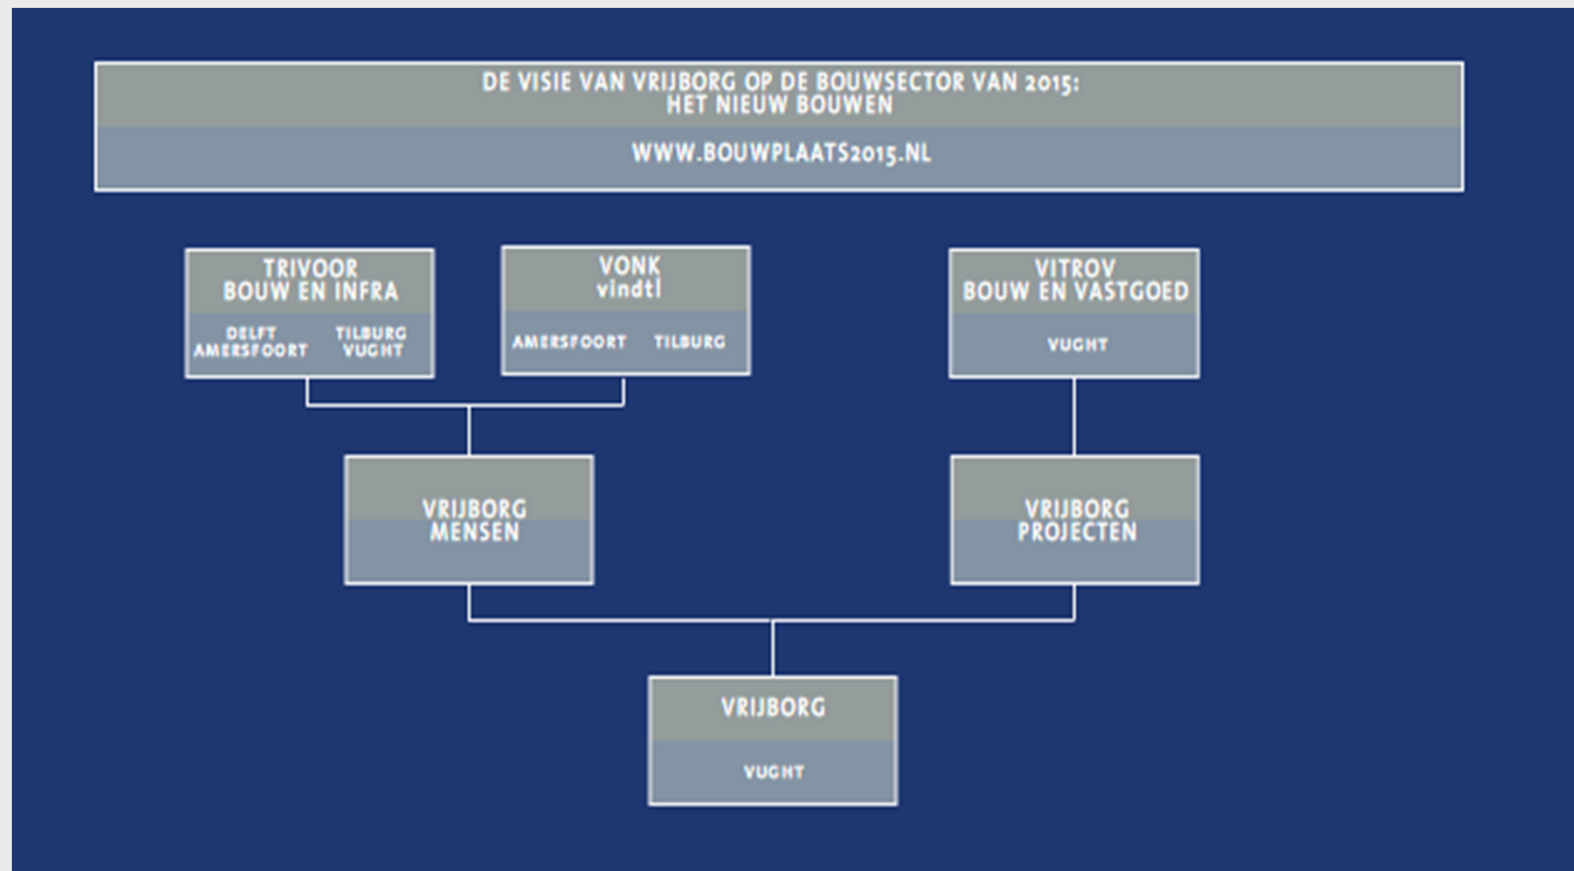 DE VISIE VAN VRIJBORG OP DE BOUWSECTOR VAN 2015:
HET NIEUW BOUWEN
WWW.BOUWPLAATS2015.NL
TRIVOOR
BOUW EN INFRA
DELFT TILBURG
AMERSFOORT VUGHT
VONK
vindtl
AMERSFOORT TILBURG
VITROV
BOUW EN VASTGOED
VUGHT
VRIJBORG
MENSEN
VRIJBORG
PROJECTEN
VRIJBORG
VUGHT